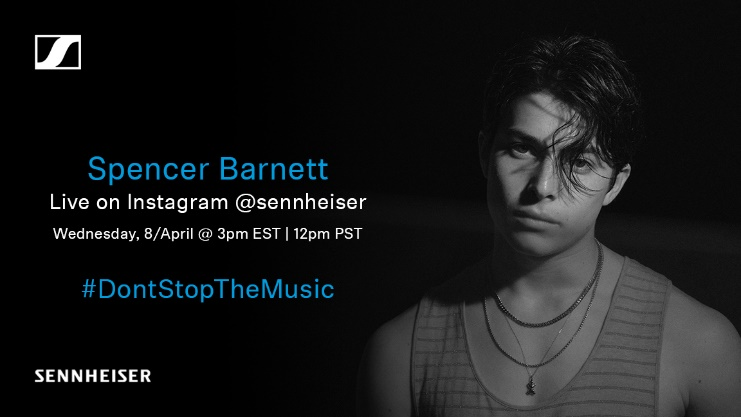 Spencer Barnett
Live on Instagram @sennheiser
Wednesday, 8/April @ 3pm EST | 12pm PST
#DontStopTheMusic
SENNHEISER